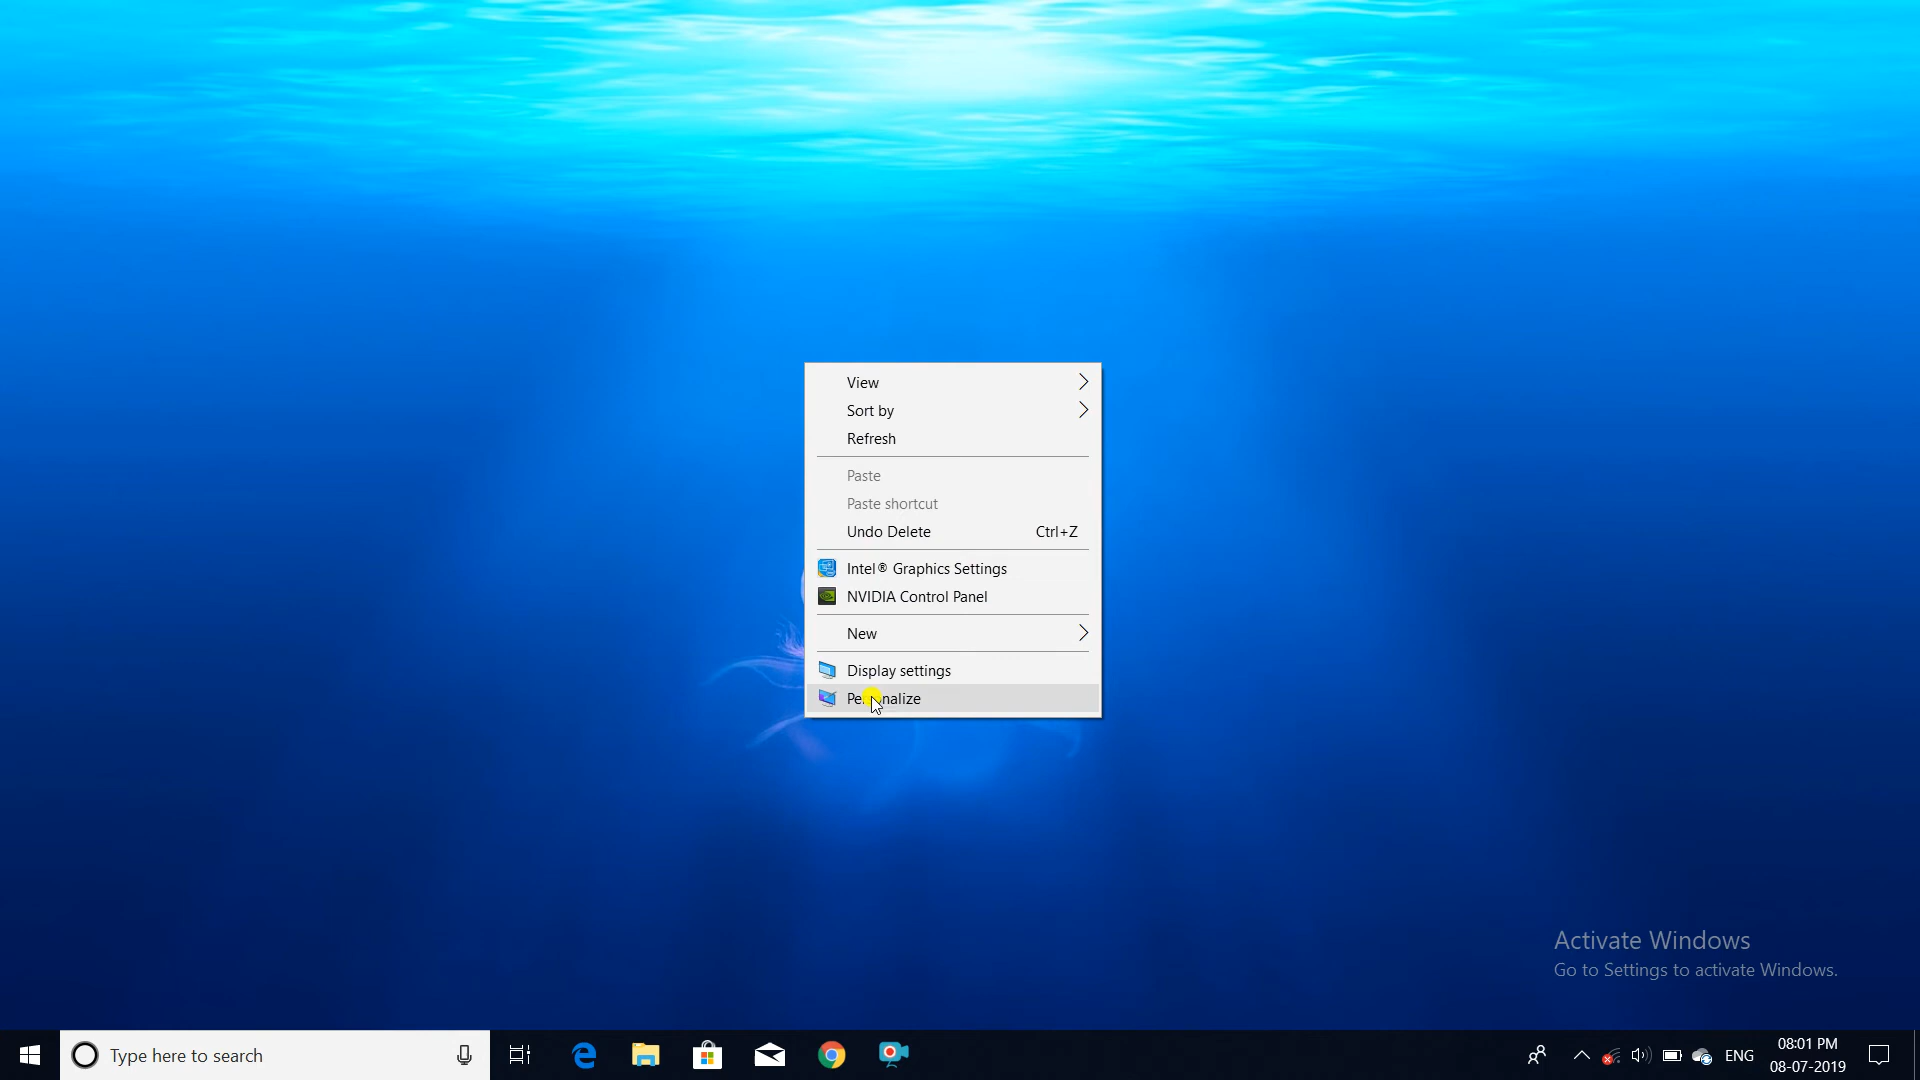 View
Sort by
Refresh
Paste
Paste shortcut
Undo Delete Ctrl+Z
Intel® Graphics Settings
NVIDIA Control Panel
New
Display settings
Personalize
Activate Windows
Go to Settings to activate Windows.
Type here to search
ENG
08:01 PM
08-07-2019